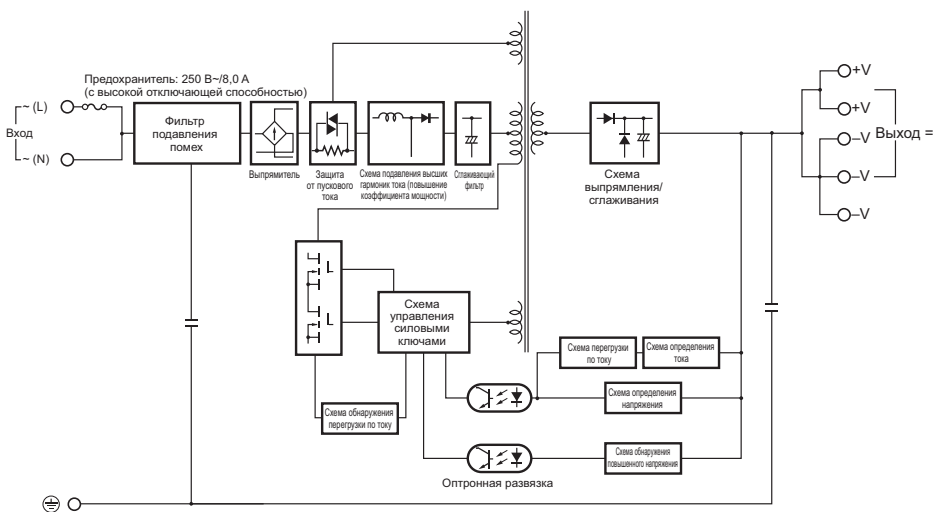 Предохранитель: 250 В~/8,0 А
(с высокой отключающей способностью)
~ (L)
Вход
~ (N)
Фильтр
подавления
помех
Выпрямитель
Защита
от пускового
тока
Схема подавления высших
гармоник тока (повышение
коэффициента мощности)
Сглаживающий
фильтр
Схема
выпрямления/
сглаживания
+V
+V
–V
–V
–V
Выход =
Схема
управления
силовыми
ключами
Схема обнаружения
перегрузки по току
Схема перегрузки
по току
Схема определения
тока
Схема определения
напряжения
Схема обнаружения
повышенного напряжения
Оптронная развязка